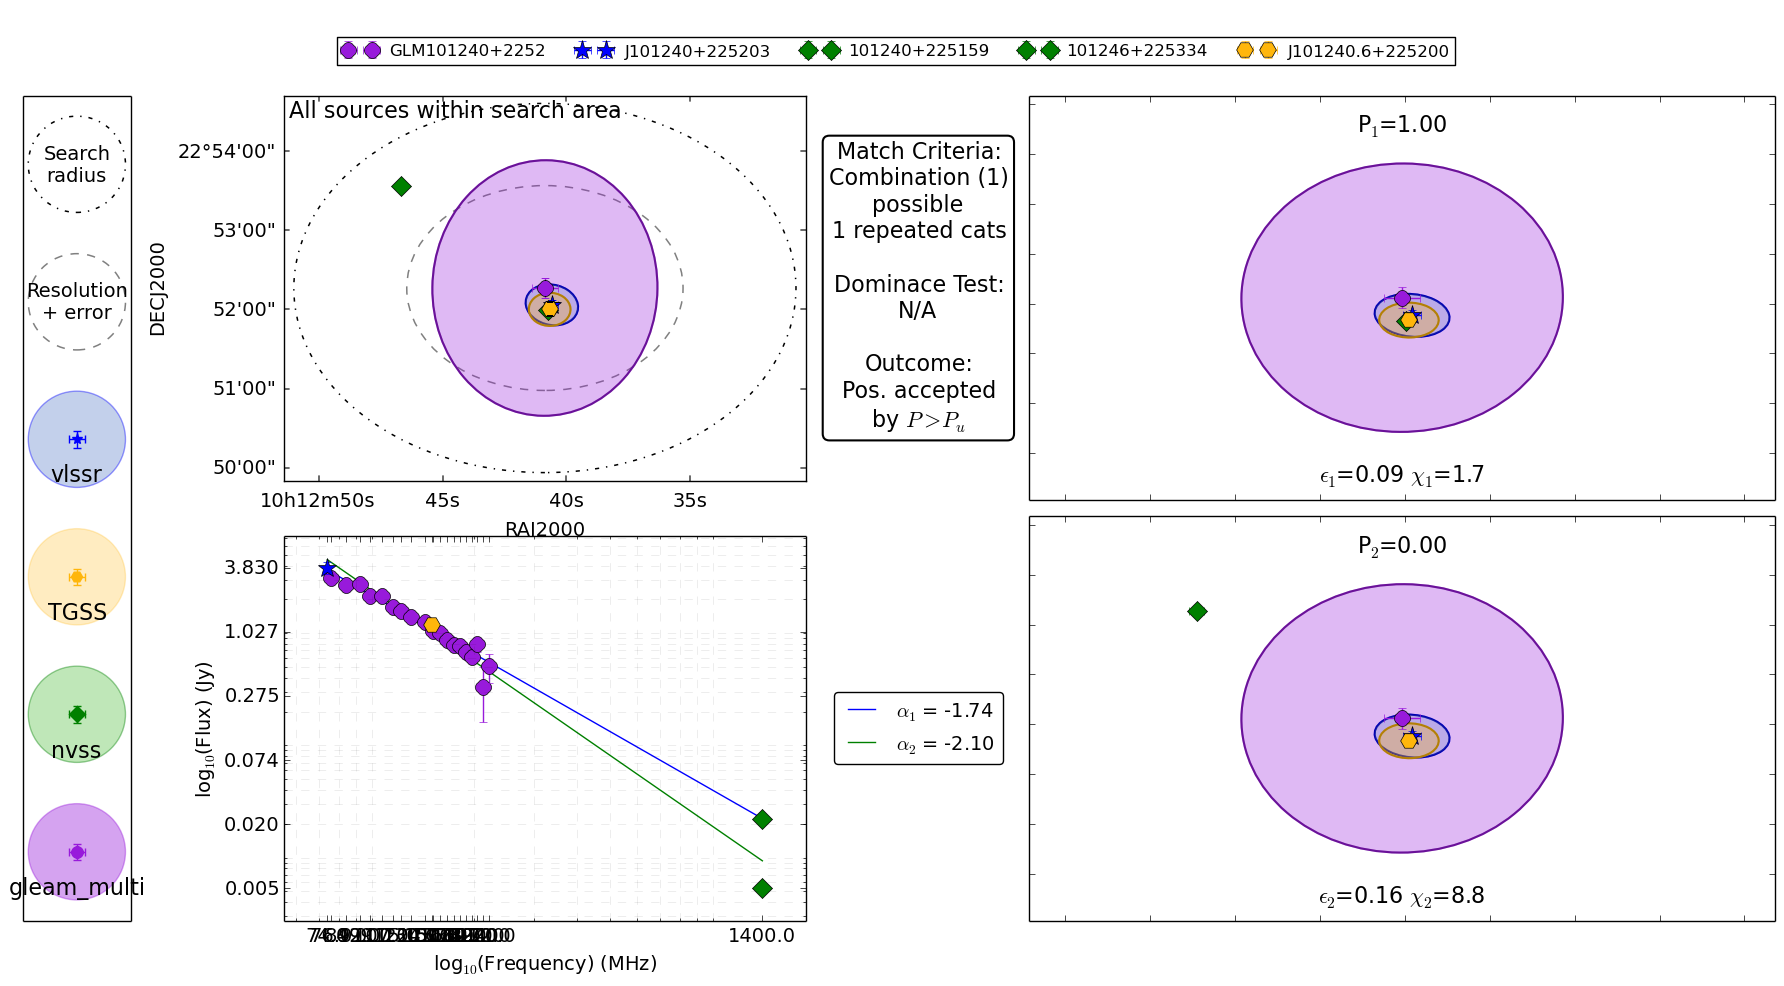 GLM101240+2252 J101240+225203 101240+225159 101246+225334 J101240.6+225200
Search
radius
Resolution
+ error
vlssr
TGSS
nvss
gleam_multi
All sources within search area
DECJ2000
22°54'00"
53'00"
52'00"
51'00"
50'00"
10h12m50s 45s 40s 35s
RAJ2000
Match Criteria:
Combination (1)
possible
1 repeated cats
Dominace Test:
N/A
Outcome:
Pos. accepted
by P>P_u
P₁=1.00
ϵ₁=0.09 χ₁=1.7
log₁₀(Flux) (Jy)
3.830
1.027
0.275
0.074
0.020
0.005
1400.0
log₁₀(Frequency) (MHz)
α₁ = -1.74
α₂ = -2.10
P₂=0.00
ϵ₂=0.16 χ₂=8.8